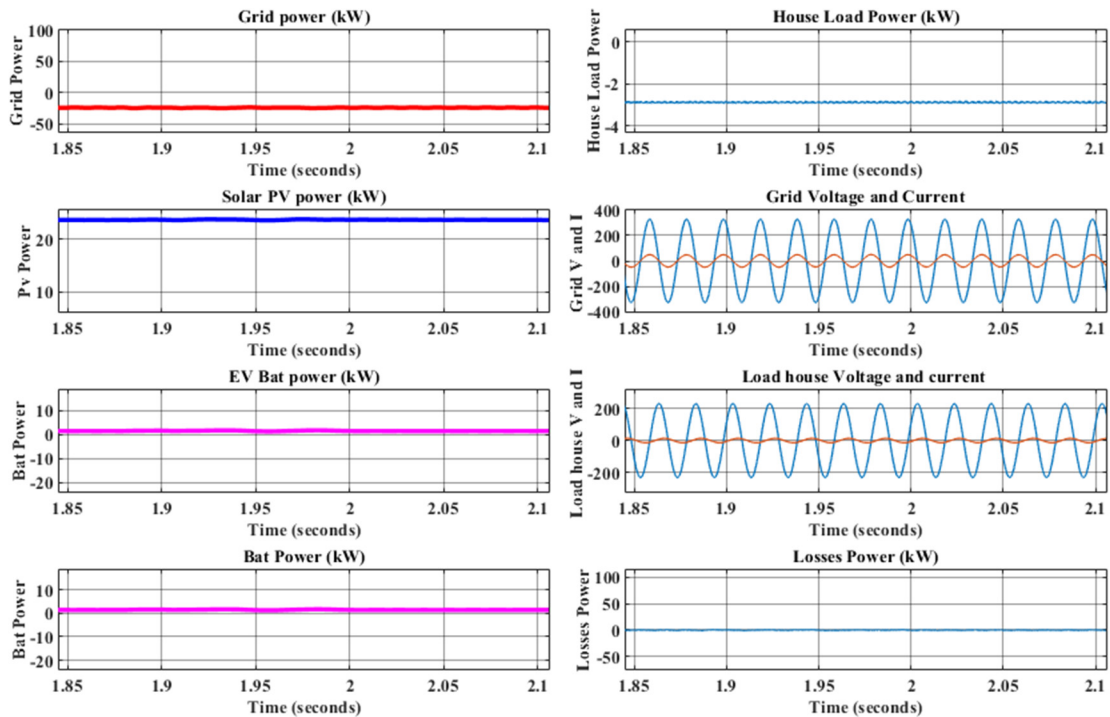 Grid power (kW)
Grid Power
100
50
0
-50
1.85 1.9 1.95 2 2.05 2.1
Time (seconds)
House Load Power (kW)
House Load Power
0
-2
-4
1.85 1.9 1.95 2 2.05 2.1
Time (seconds)
Solar PV power (kW)
Pv Power
20
10
1.85 1.9 1.95 2 2.05 2.1
Time (seconds)
Grid Voltage and Current
Grid V and I
400
200
0
-200
-400
1.85 1.9 1.95 2 2.05 2.1
Time (seconds)
EV Bat power (kW)
Bat Power
10
0
-10
-20
1.85 1.9 1.95 2 2.05 2.1
Time (seconds)
Load house Voltage and current
Load house V and I
200
0
-200
1.85 1.9 1.95 2 2.05 2.1
Time (seconds)
Bat Power (kW)
Bat Power
10
0
-10
-20
1.85 1.9 1.95 2 2.05 2.1
Time (seconds)
Losses Power (kW)
Losses Power
100
50
0
-50
1.85 1.9 1.95 2 2.05 2.1
Time (seconds)